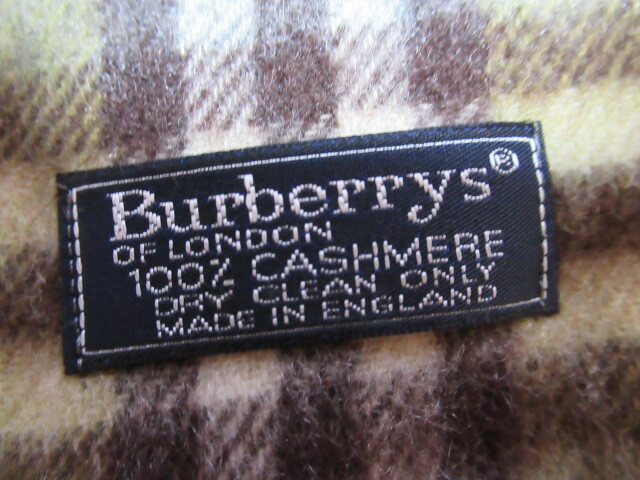 Burberrys®
OF LONDON
100% CASHMERE
DRY CLEAN ONLY
MADE IN ENGLAND